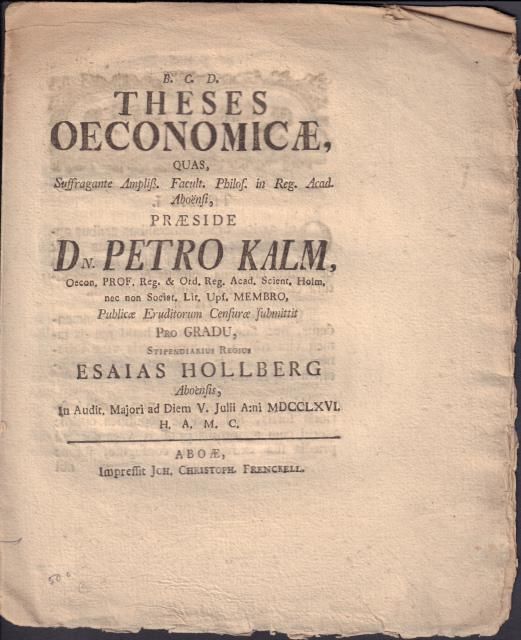 B. C. D.
THESES
OECONOMICÆ,
QUAS,
Suffragante Ampliſſ. Facult. Philoſ. in Reg. Acad.
Aboënſi,
PRÆSIDE
DN. PETRO KALM,
Oecon. PROF. Reg. & Ord. Reg. Acad. Scient. Holm.
nec non Societ. Lit. Upſ. MEMBRO,
Publicæ Eruditorum Cenſuræ ſubmittit
PRO GRADU,
STIPENDIARIUS REGIUS
ESAIAS HOLLBERG
Aboënſis,
In Audit. Majori ad Diem V. Julii A:ni MDCCLXVI.
H. A. M. C.
ABOÆ,
Impreſſit JOH. CHRISTOPH. FRENCKELL.